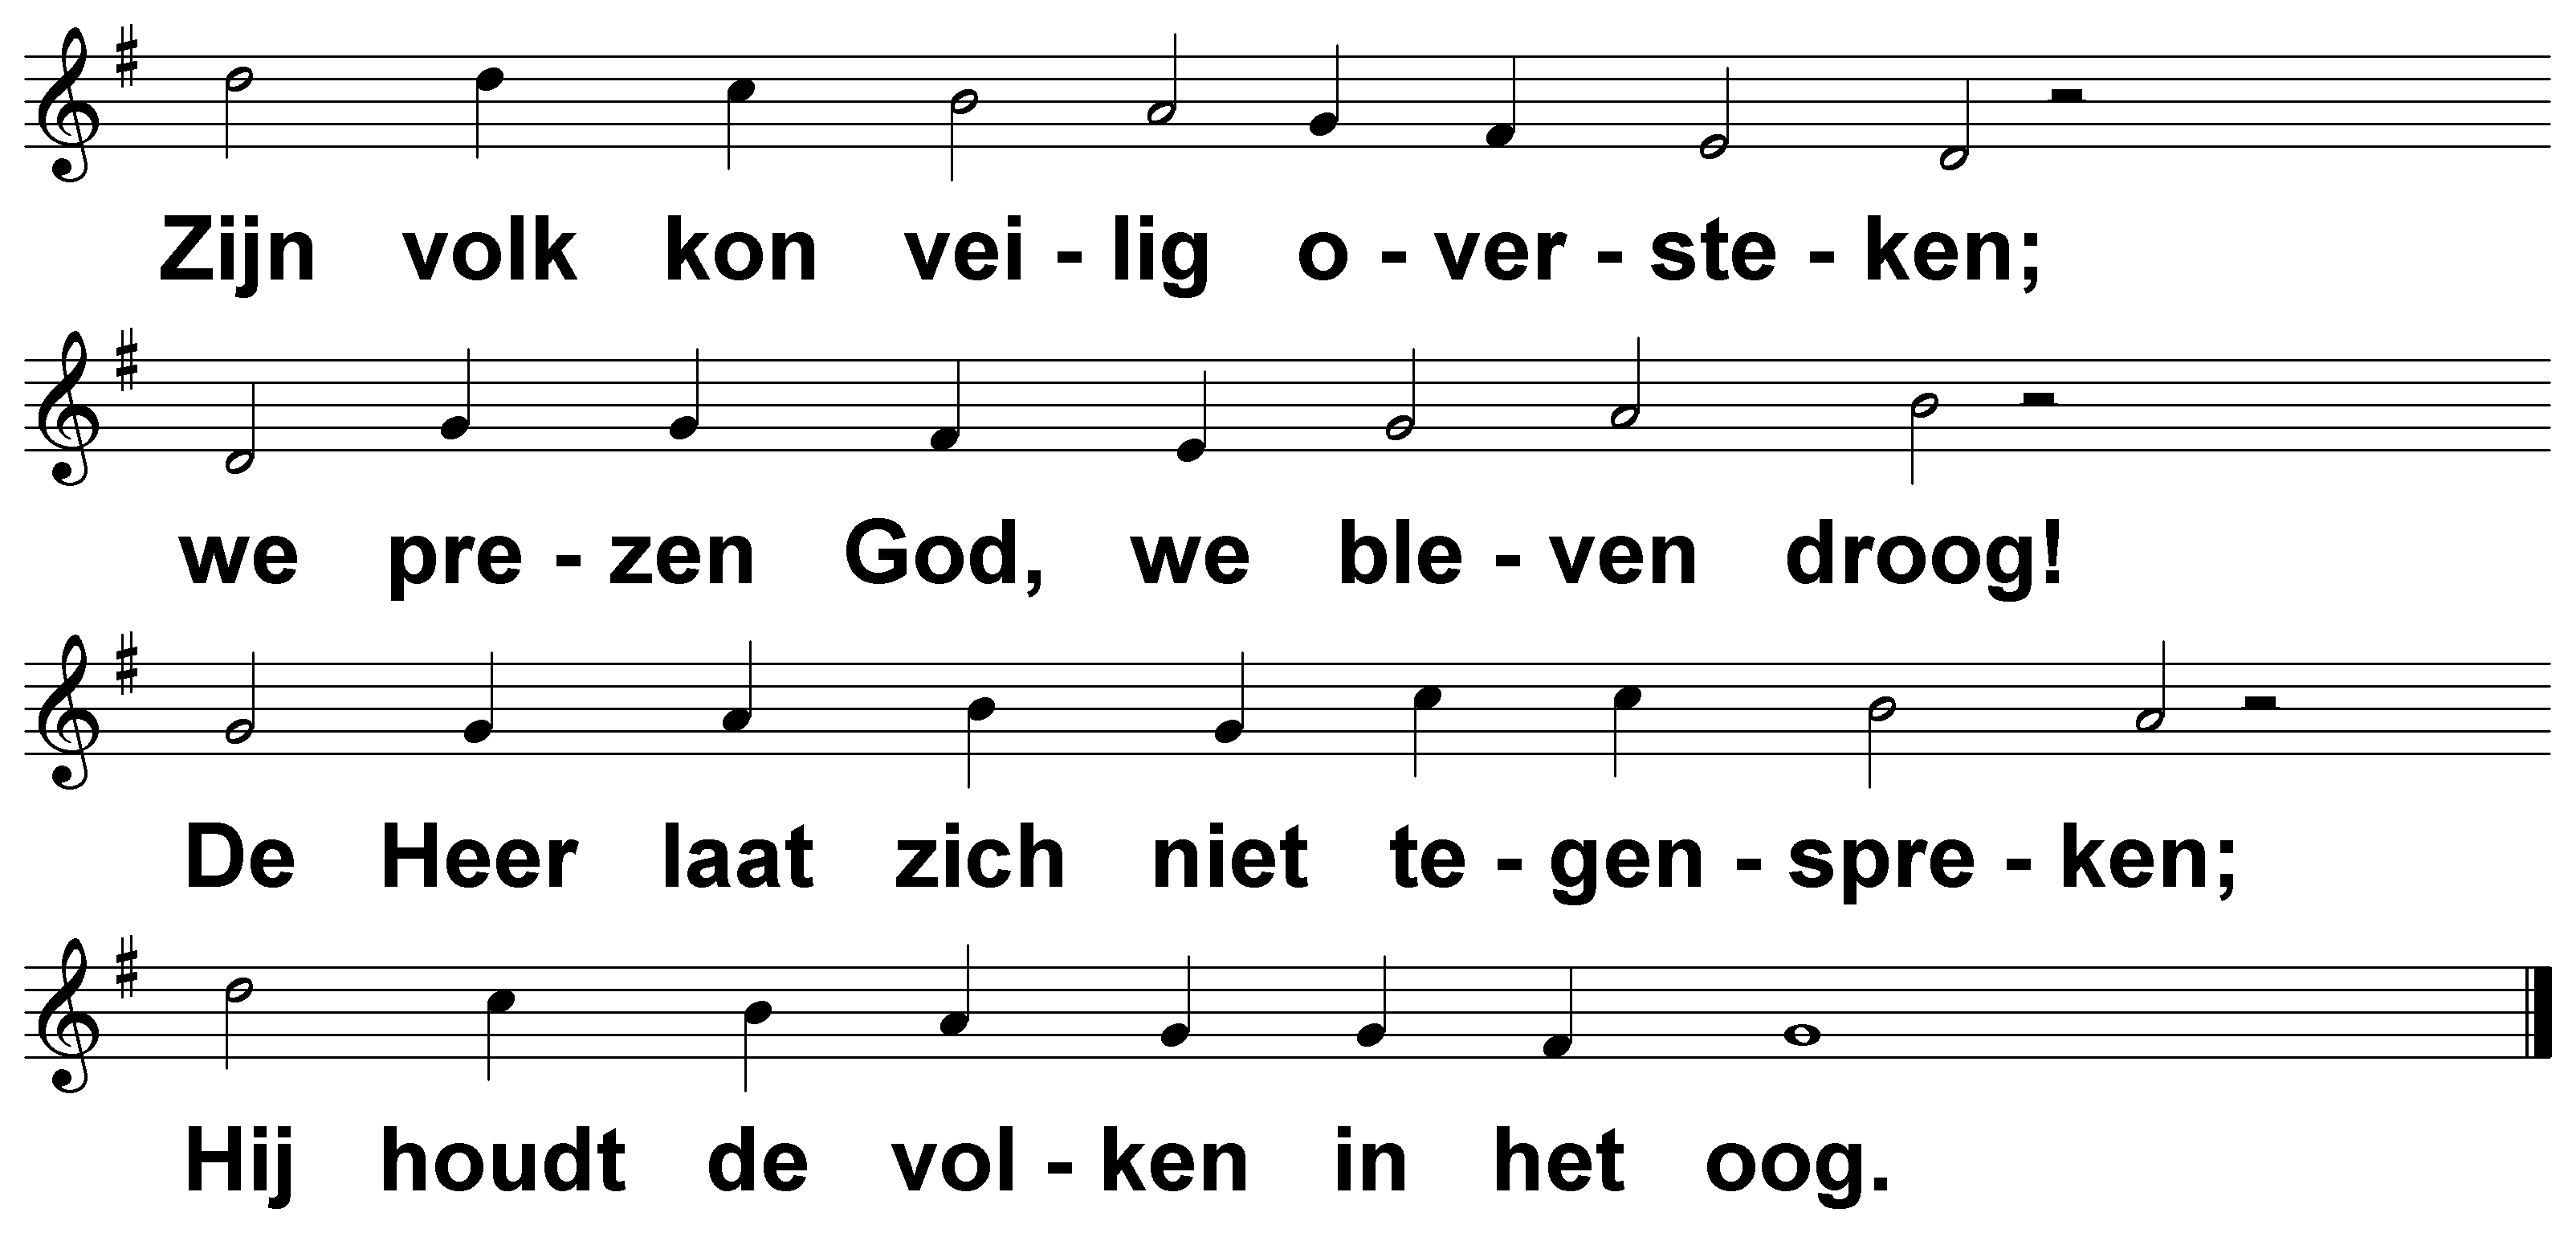 Zijn volk kon vei - lig o - ver - ste - ken;
we pre - zen God, we ble - ven droog!
De Heer laat zich niet te - gen - spre - ken;
Hij houdt de vol - ken in het oog.